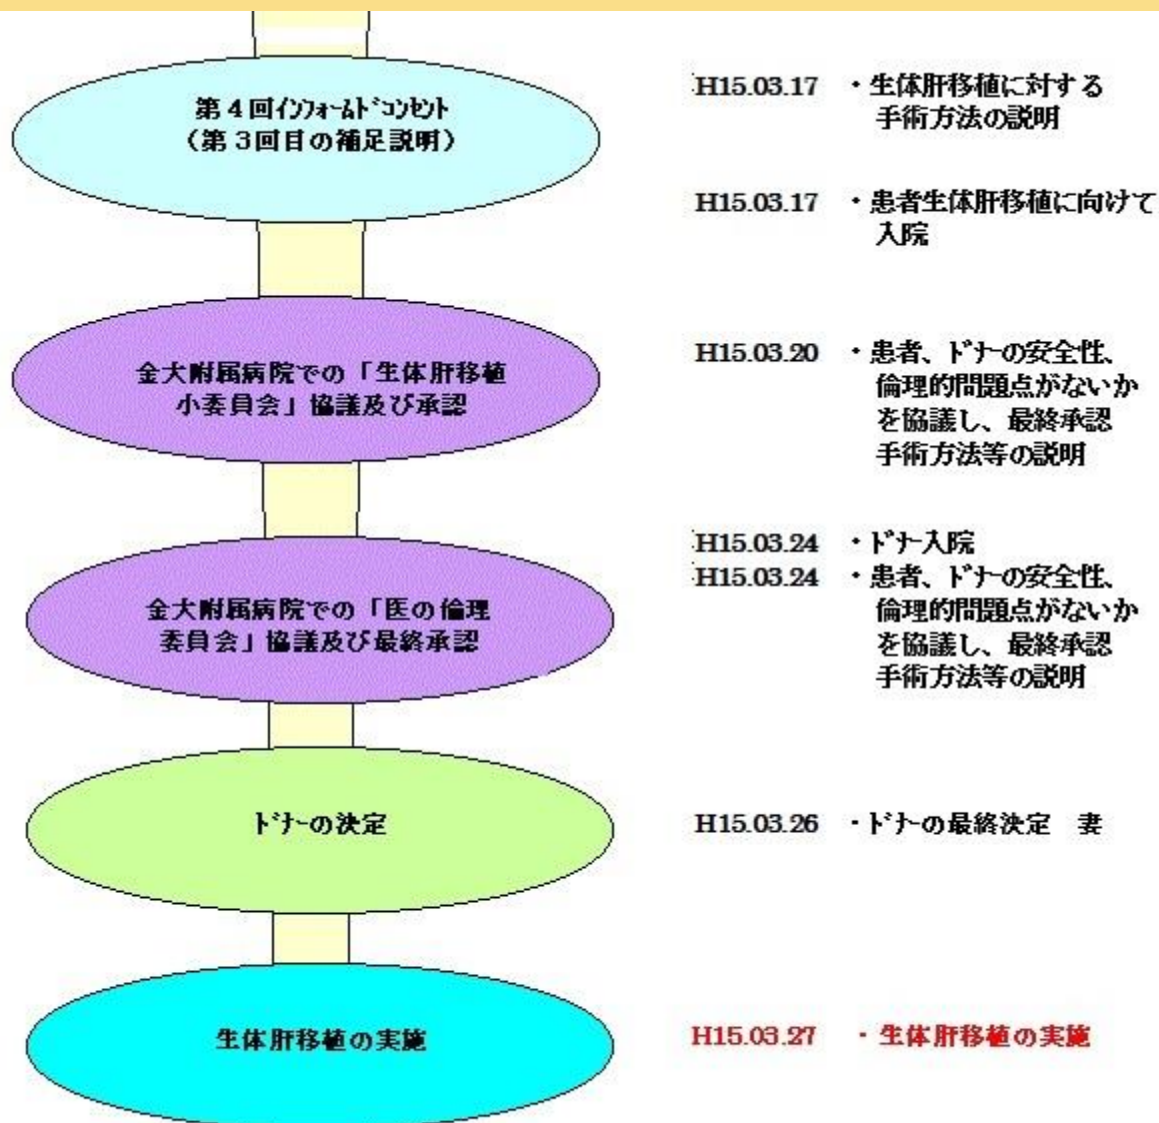 第４回ｲﾝﾌｫｰﾑﾄﾞｺﾝｾﾝﾄ
（第３回目の補足説明）
H15.03.17 ・生体肝移植に対する
手術方法の説明
H15.03.17 ・患者生体肝移植に向けて
入院
金大附属病院での「生体肝移植
小委員会」協議及び承認
H15.03.20 ・患者、ﾄﾞﾅｰの安全性、
倫理的問題点がないか
を協議し、最終承認
手術方法等の説明
金大附属病院での「医の倫理
委員会」協議及び最終承認
H15.03.24 ・ﾄﾞﾅｰ入院
H15.03.24 ・患者、ﾄﾞﾅｰの安全性、
倫理的問題点がないか
を協議し、最終承認
手術方法等の説明
ﾄﾞﾅｰの決定
H15.03.26 ・ﾄﾞﾅｰの最終決定　妻
生体肝移植の実施
H15.03.27 ・生体肝移植の実施